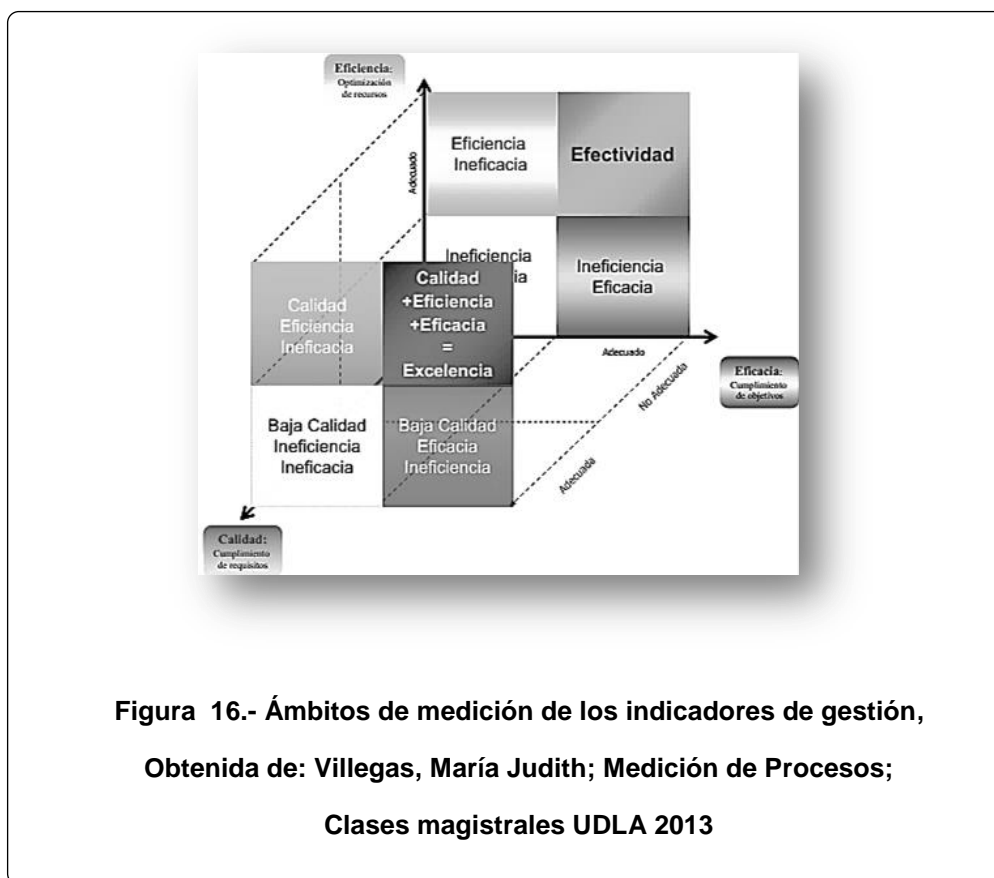 Eficiencia:
Optimización
de recursos
Adecuado
Eficiencia
Ineficacia
Efectividad
Ineficiencia
ia
Ineficiencia
Eficacia
Calidad
Eficiencia
Ineficacia
Calidad
+Eficiencia
+Eficacia
=
Excelencia
Baja Calidad
Ineficiencia
Ineficacia
Baja Calidad
Eficacia
Ineficiencia
Adecuado
No Adecuada
Adecuada
Eficacia:
Cumplimiento
de objetivos
Calidad:
Cumplimiento
de requisitos
Figura 16.- Ámbitos de medición de los indicadores de gestión,
Obtenida de: Villegas, María Judith; Medición de Procesos;
Clases magistrales UDLA 2013